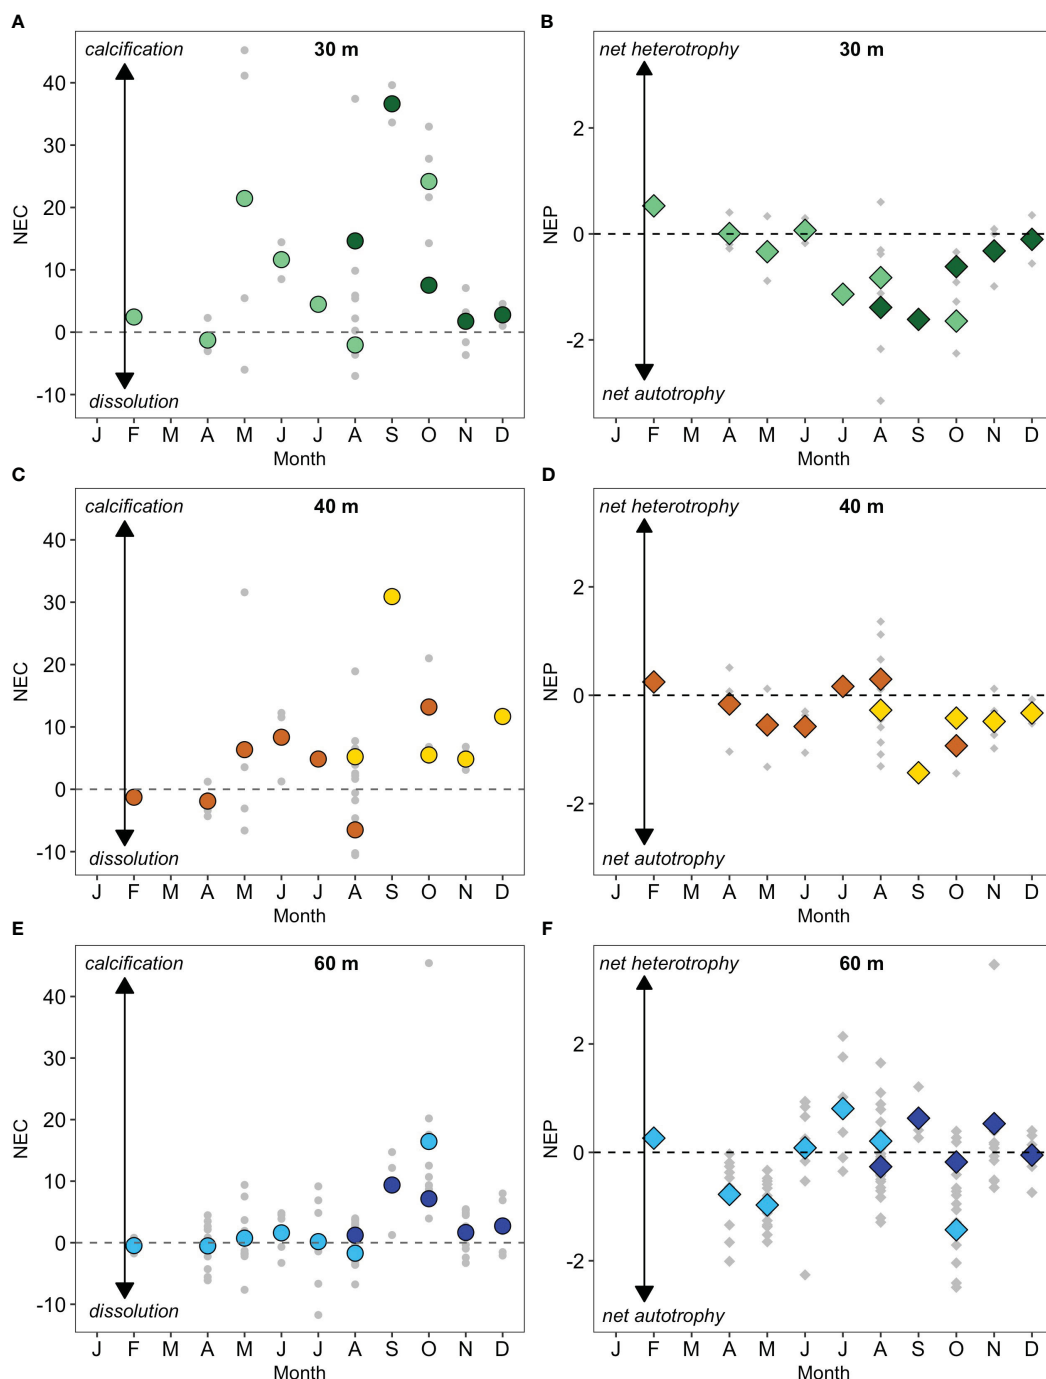 A
calcification
30 m
40
30
20
10
0
-10
NEC
dissolution
J F M A M J J A S O N D
Month
B
net heterotrophy
30 m
2
0
-2
NEP
net autotrophy
J F M A M J J A S O N D
Month
C
calcification
40 m
40
30
20
10
0
-10
NEC
dissolution
J F M A M J J A S O N D
Month
D
net heterotrophy
40 m
2
0
-2
NEP
net autotrophy
J F M A M J J A S O N D
Month
E
calcification
60 m
40
30
20
10
0
-10
NEC
dissolution
J F M A M J J A S O N D
Month
F
net heterotrophy
60 m
2
0
-2
NEP
net autotrophy
J F M A M J J A S O N D
Month